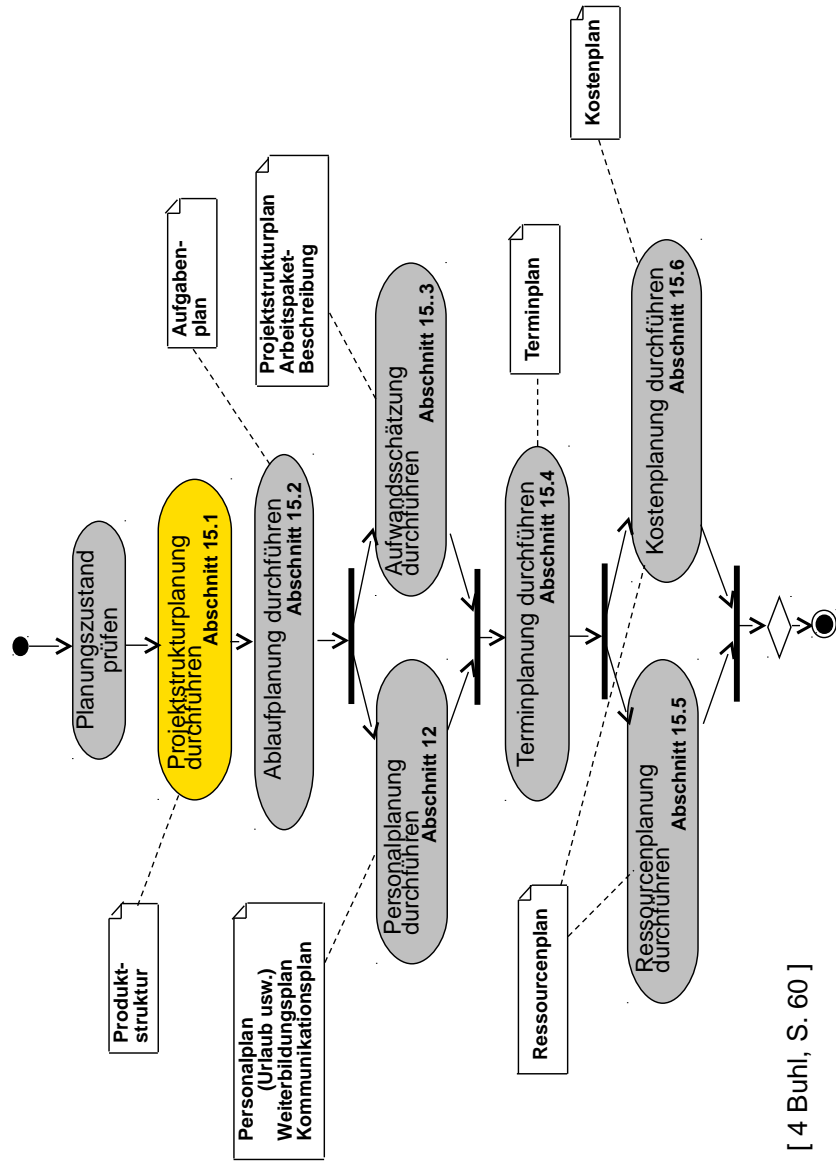 Planungszustand
prüfen
Produkt-
struktur
Projektstrukturplanung
durchführen
Abschnitt 15.1
Aufgaben-
plan
Ablaufplanung durchführen
Abschnitt 15.2
Personalplan
(Urlaub usw.)
Weiterbildungsplan
Kommunikationsplan
Projektstrukturplan
Arbeitspaket-
Beschreibung
Personalplanung
durchführen
Abschnitt 12
Aufwandsschätzung
durchführen
Abschnitt 15..3
Terminplan
Terminplanung durchführen
Abschnitt 15.4
Ressourcenplan
Kostenplan
Ressourcenplanung
durchführen
Abschnitt 15.5
Kostenplanung durchführen
Abschnitt 15.6
[ 4 Buhl, S. 60 ]